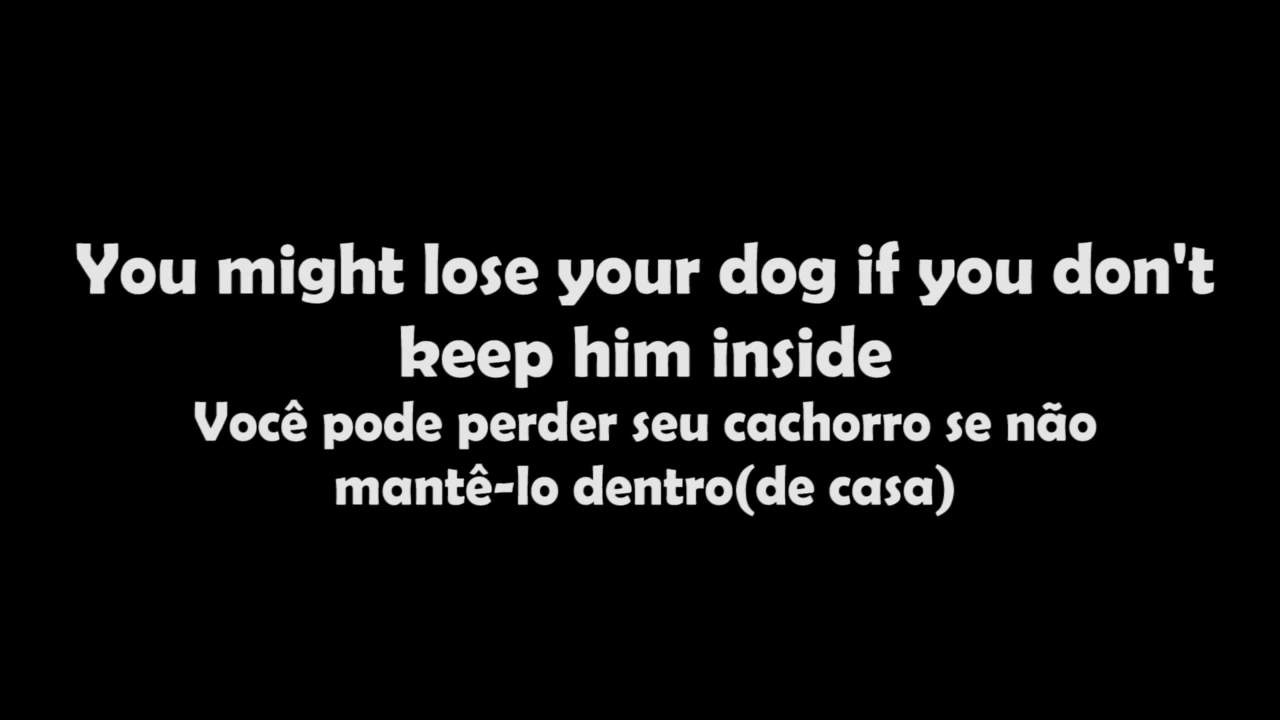 You might lose your dog if you don't
keep him inside
Você pode perder seu cachorro se não
mantê-lo dentro(de casa)